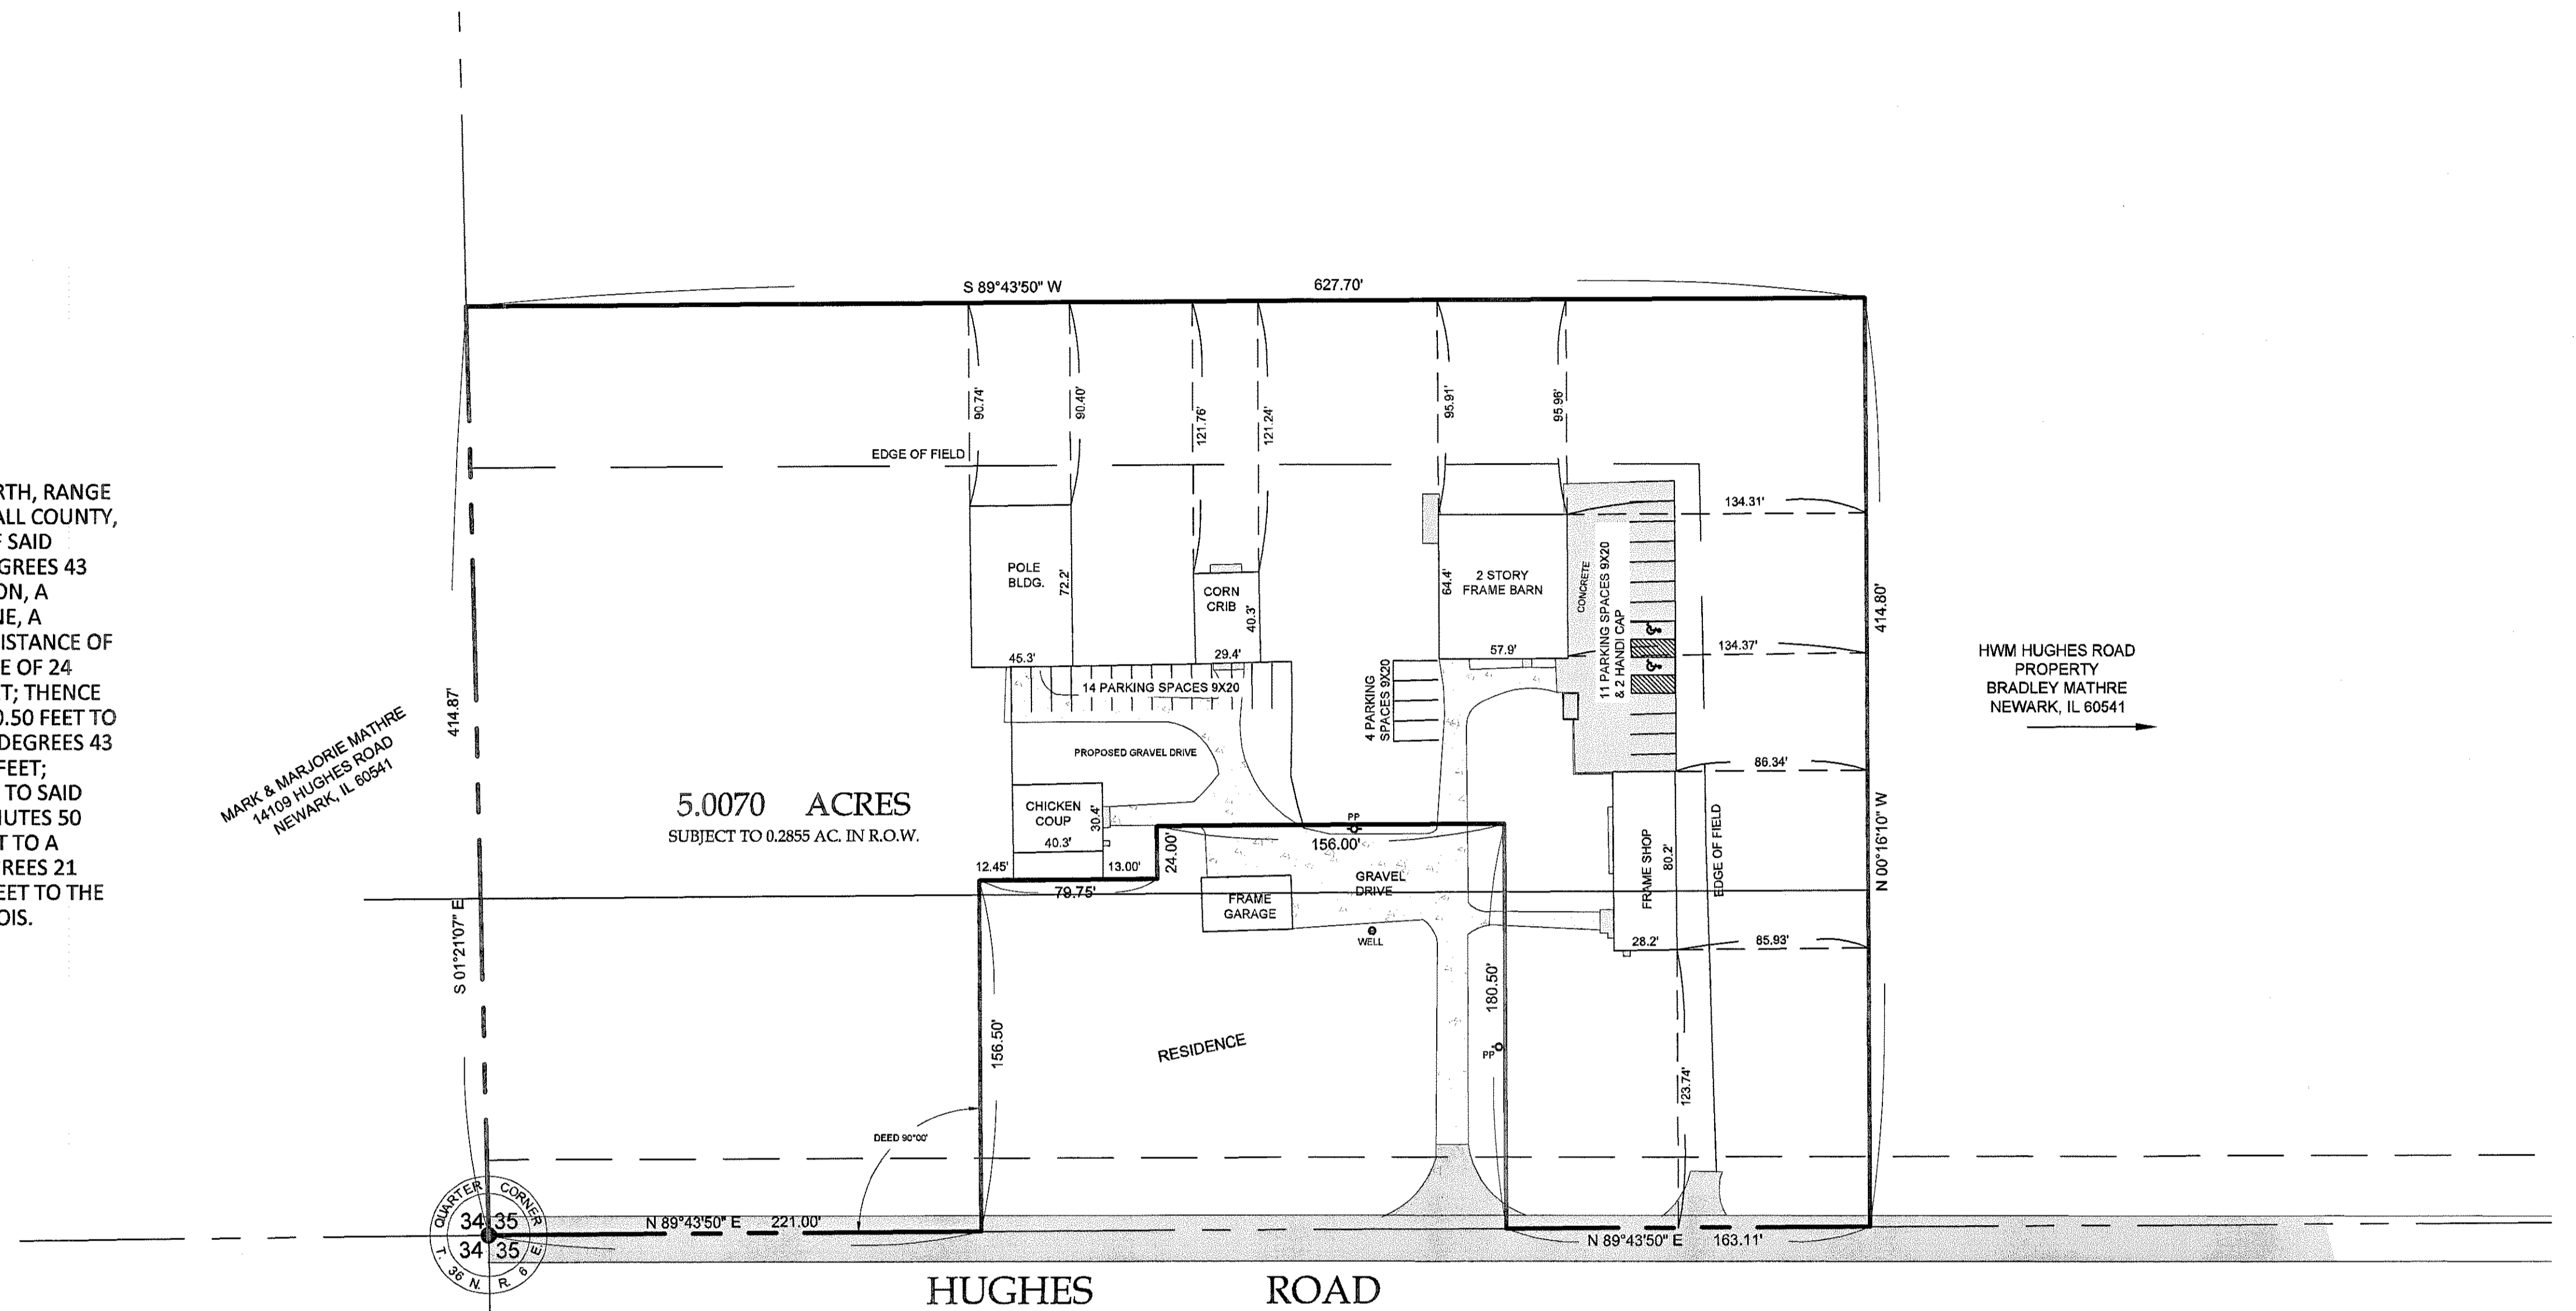 S 89°43'50" W 627.70'
90.74'
90.40'
121.76'
121.24'
95.91'
95.96'
EDGE OF FIELD
RTH, RANGE
ALL COUNTY,
F SAID
GREES 43
ON, A
NE, A
ISTANCE OF
E OF 24
T; THENCE
0.50 FEET TO
DEGREES 43
FEET;
TO SAID
NUTES 50
T TO A
REES 21
EET TO THE
OIS.
MARK & MARJORIE MATHRE
14109 HUGHES ROAD
NEWARK, IL 60541
414.87'
S 01°21'07" E
POLE
BLDG.
72.2'
45.3'
CORN
CRIB
40.3'
29.4'
2 STORY
FRAME BARN
64.4'
57.9'
CONCRETE
11 PARKING SPACES 9X20
& 2 HANDI CAP
134.31'
134.37'
414.80'
N 00°16'10" W
HWM HUGHES ROAD
PROPERTY
BRADLEY MATHRE
NEWARK, IL 60541
14 PARKING SPACES 9X20
4 PARKING
SPACES 9X20
PROPOSED GRAVEL DRIVE
86.34'
5.0070 ACRES
SUBJECT TO 0.2855 AC. IN R.O.W.
CHICKEN
COUP
30.4'
40.3'
12.45'
13.00'
24.00'
79.75'
PP
156.00'
GRAVEL
DRIVE
FRAME
GARAGE
WELL
FRAME SHOP
80.2'
28.2'
EDGE OF FIELD
85.93'
180.50'
156.50'
RESIDENCE
PP
123.74'
DEED 90°00'
QUARTER CORNER
34 35
34 35
T. 36 N. R. 6 E.
N 89°43'50" E 221.00'
N 89°43'50" E 163.11'
HUGHES ROAD